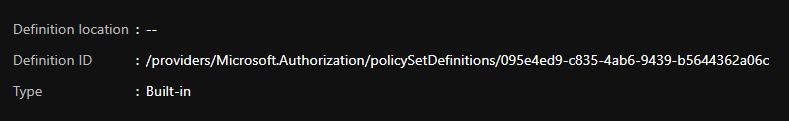 Definition location : --
Definition ID : /providers/Microsoft.Authorization/policySetDefinitions/095e4ed9-c835-4ab6-9439-b5644362a06c
Type : Built-in